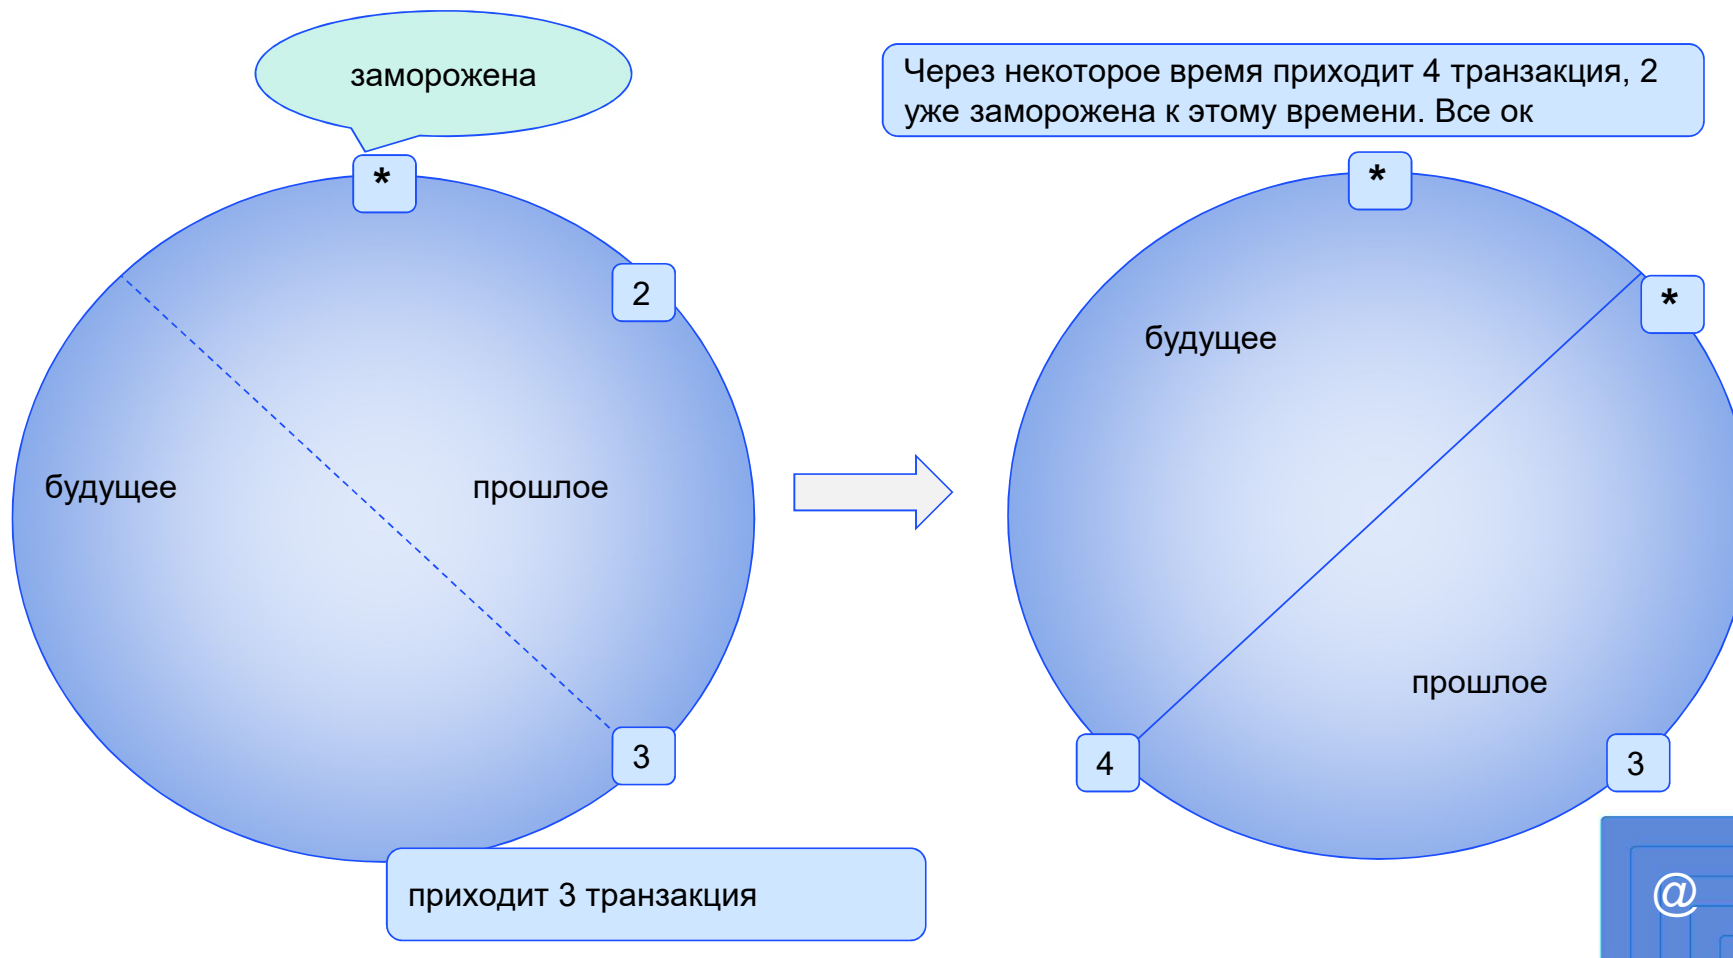 заморожена
Через некоторое время приходит 4 транзакция, 2
уже заморожена к этому времени. Все ок
*
2
будущее
прошлое
3
приходит 3 транзакция
*
*
будущее
прошлое
4
3
@